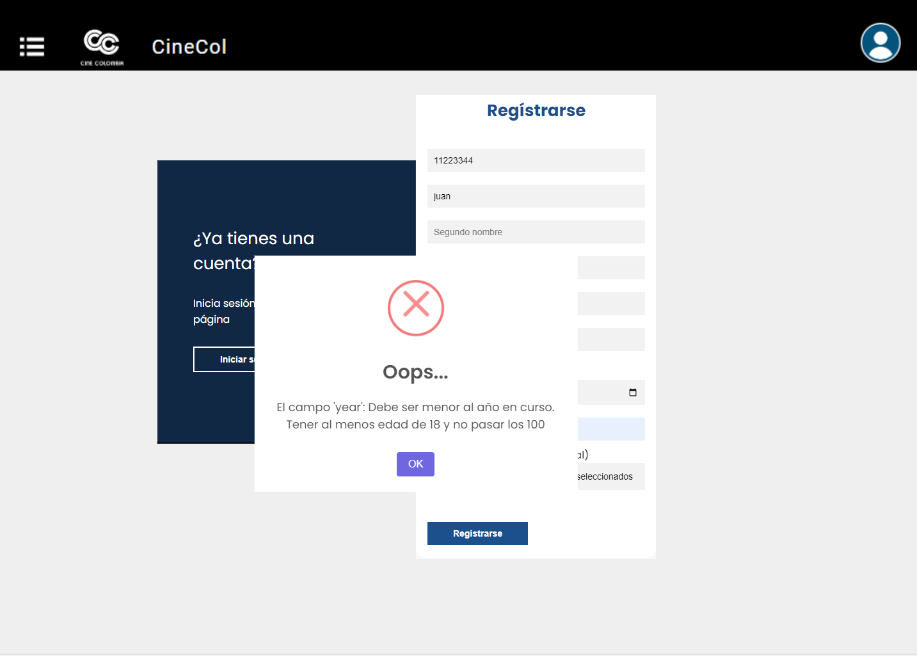 CINE COLOMBIA
CineCol
Regístrarse
11223344
juan
Segundo nombre
¿Ya tienes una
cuenta?
Inicia sesión
página
Iniciar
Oops...
El campo 'year': Debe ser menor al año en curso.
Tener al menos edad de 18 y no pasar los 100
OK
seleccionados
Registrarse